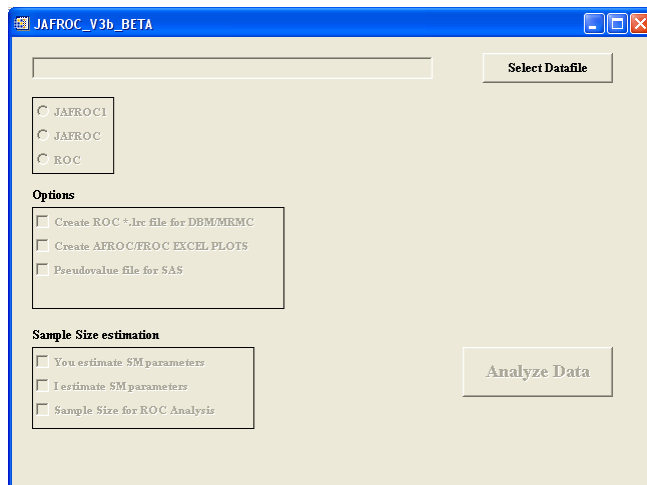 JAFROC_V3b_BETA
Select Datafile
JAFROC1
JAFROC
ROC
Options
Create ROC *.lrc file for DBM/MRMC
Create AFROC/FROC EXCEL PLOTS
Pseudovalue file for SAS
Sample Size estimation
You estimate SM parameters
I estimate SM parameters
Sample Size for ROC Analysis
Analyze Data